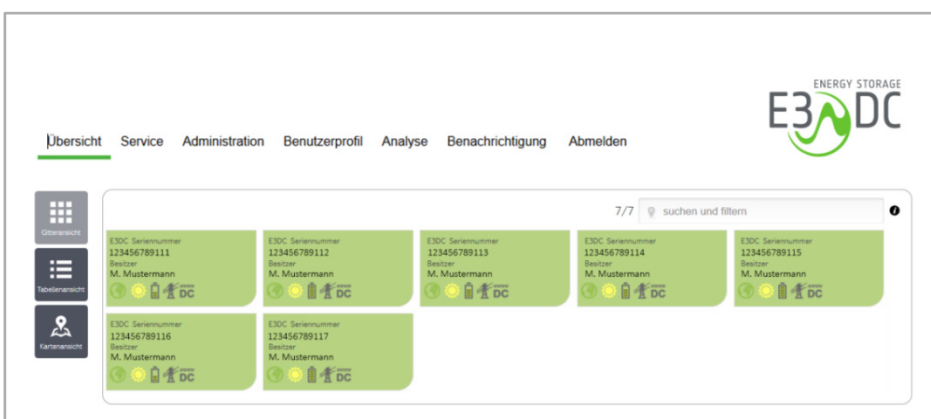 ENERGY STORAGE
E3 DC
Übersicht Service Administration Benutzerprofil Analyse Benachrichtigung Abmelden
7/7 suchen und filtern
Gitteransicht
Tabellenansicht
Kartenansicht
E3DC Seriennummer
123456789111
Besitzer
M. Mustermann
DC
E3DC Seriennummer
123456789112
Besitzer
M. Mustermann
DC
E3DC Seriennummer
123456789113
Besitzer
M. Mustermann
DC
E3DC Seriennummer
123456789114
Besitzer
M. Mustermann
DC
E3DC Seriennummer
123456789115
Besitzer
M. Mustermann
DC
E3DC Seriennummer
123456789116
Besitzer
M. Mustermann
DC
E3DC Seriennummer
123456789117
Besitzer
M. Mustermann
DC